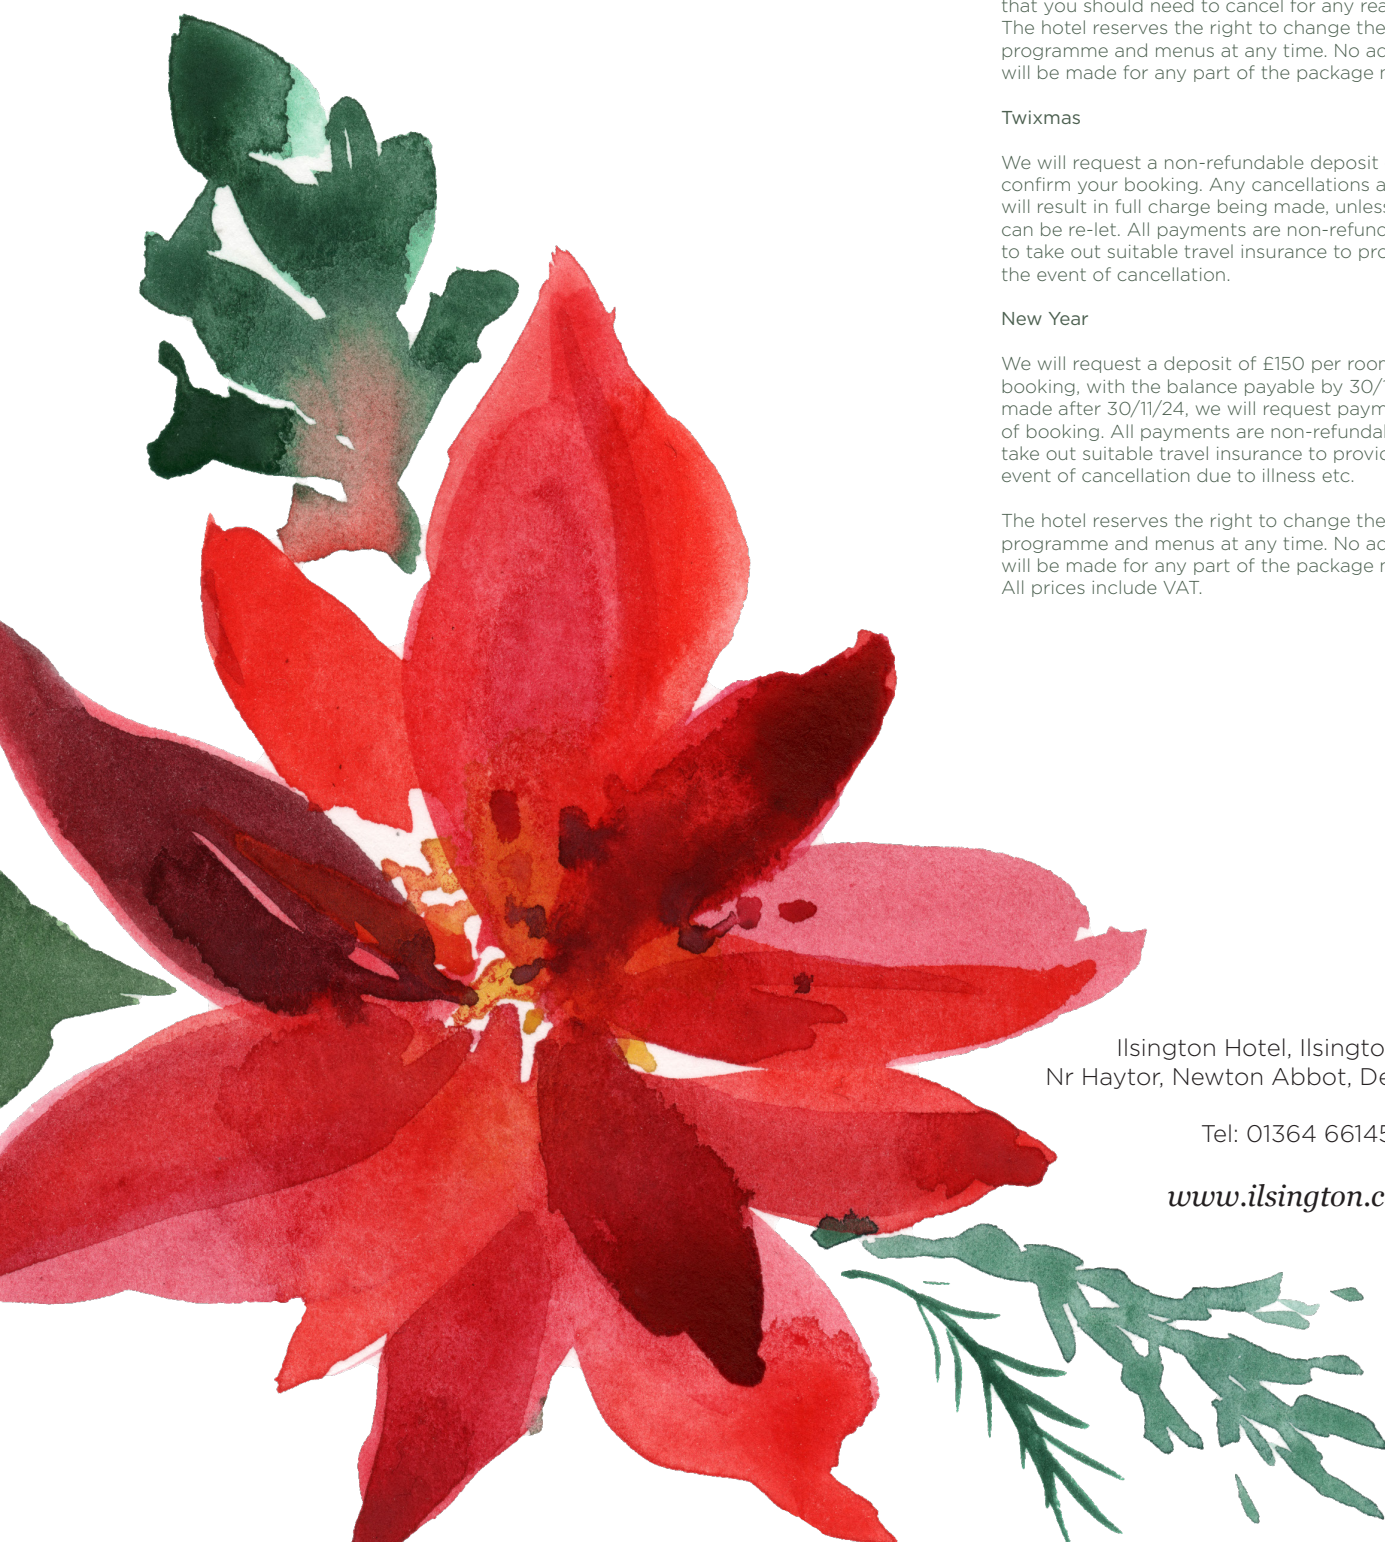 that you should need to cancel for any rea
The hotel reserves the right to change the
programme and menus at any time. No ad
will be made for any part of the package
Twixmas
We will request a non-refundable deposit
confirm your booking. Any cancellations a
will result in full charge being made, unless
can be re-let. All payments are non-refund
to take out suitable travel insurance to pro
the event of cancellation.
New Year
We will request a deposit of £150 per room
booking, with the balance payable by 30/1
made after 30/11/24, we will request paym
of booking. All payments are non-refundal
take out suitable travel insurance to provid
event of cancellation due to illness etc.
The hotel reserves the right to change the
programme and menus at any time. No ad
will be made for any part of the package
All prices include VAT.
Ilsington Hotel, Ilsingto
Nr Haytor, Newton Abbot, De
Tel: 01364 66145
www.ilsington.c